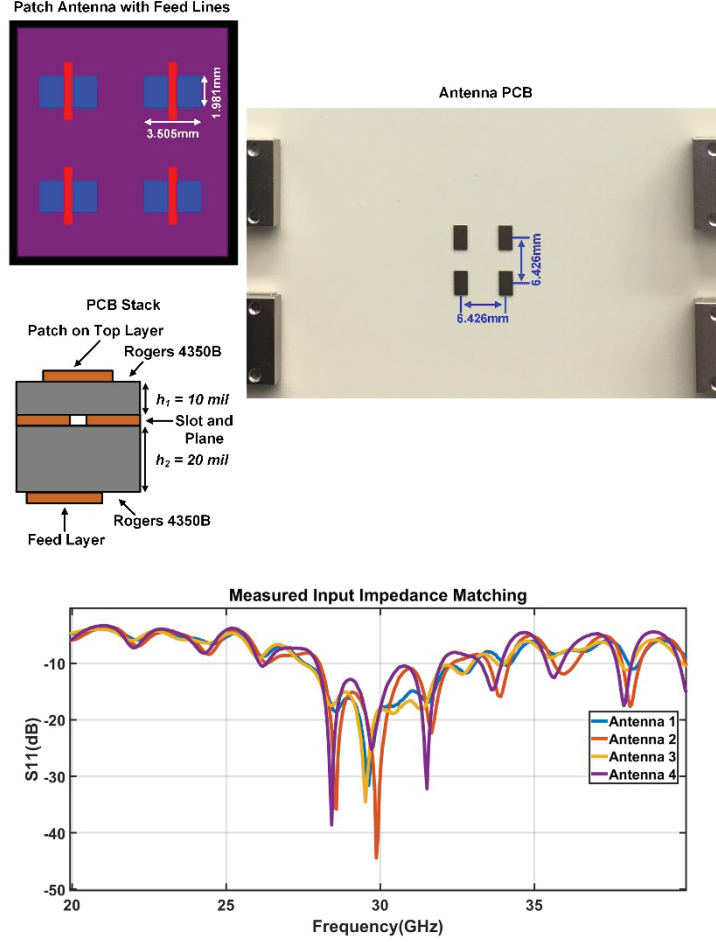 Patch Antenna with Feed Lines
1.981mm
3.505mm
Antenna PCB
6.426mm
6.426mm
PCB Stack
Patch on Top Layer
Rogers 4350B
h1 = 10 mil
Slot and
Plane
h2 = 20 mil
Rogers 4350B
Feed Layer
Measured Input Impedance Matching
S11(dB)
-10
-20
-30
-40
-50
Antenna 1
Antenna 2
Antenna 3
Antenna 4
20
25
30
35
Frequency(GHz)